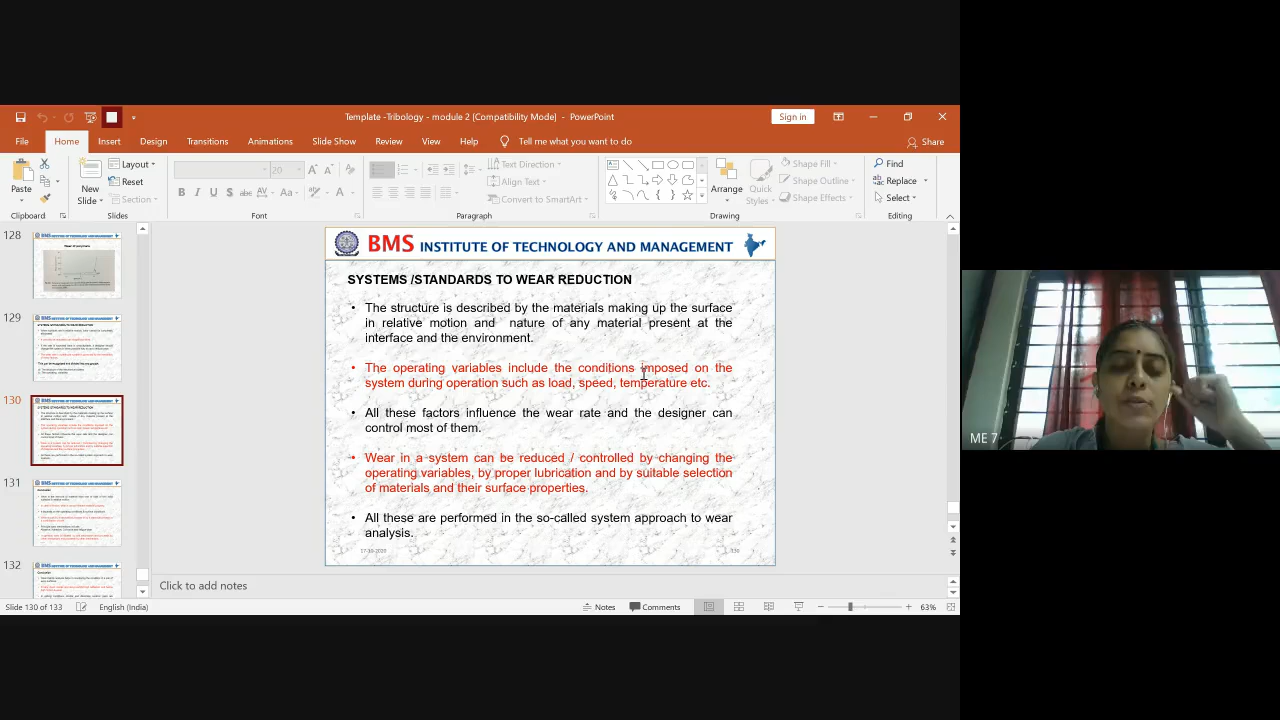 Template -Tribology - module 2 [Compatibility Mode] - PowerPoint
Sign in
File Home Insert Design Transitions Animations Slide Show Review View Help Tell me what you want to do Share
Paste
Clipboard
New Slide
Layout
Reset
Section
Slides
20
Font
Text Direction
Align Text
Convert to SmartArt
Paragraph
Arrange
Quick Styles
Shape Fill
Shape Outline
Shape Effects
Drawing
Find
Replace
Select
Editing
128
129
130
131
132
BMS INSTITUTE OF TECHNOLOGY AND MANAGEMENT
SYSTEMS /STANDARDS TO WEAR REDUCTION
• The structure is described by the materials making up the surface
in relative motion with nature of any material present at the
interface and the environment.
• The operating variables include the conditions imposed on the
system during operation such as load, speed, temperature etc.
• All these factors influence the wear rate and the designer can
control most of them.
• Wear in a system can be reduced / controlled by changing the
operating variables, by proper lubrication and by suitable selection
of materials and their surface properties.
• All these are performed in the so-called system approach to wear
analysis.
17-10-2020
130
Click to add notes
Slide 130 of 133
English (India)
Notes
Comments
63%
ME 7